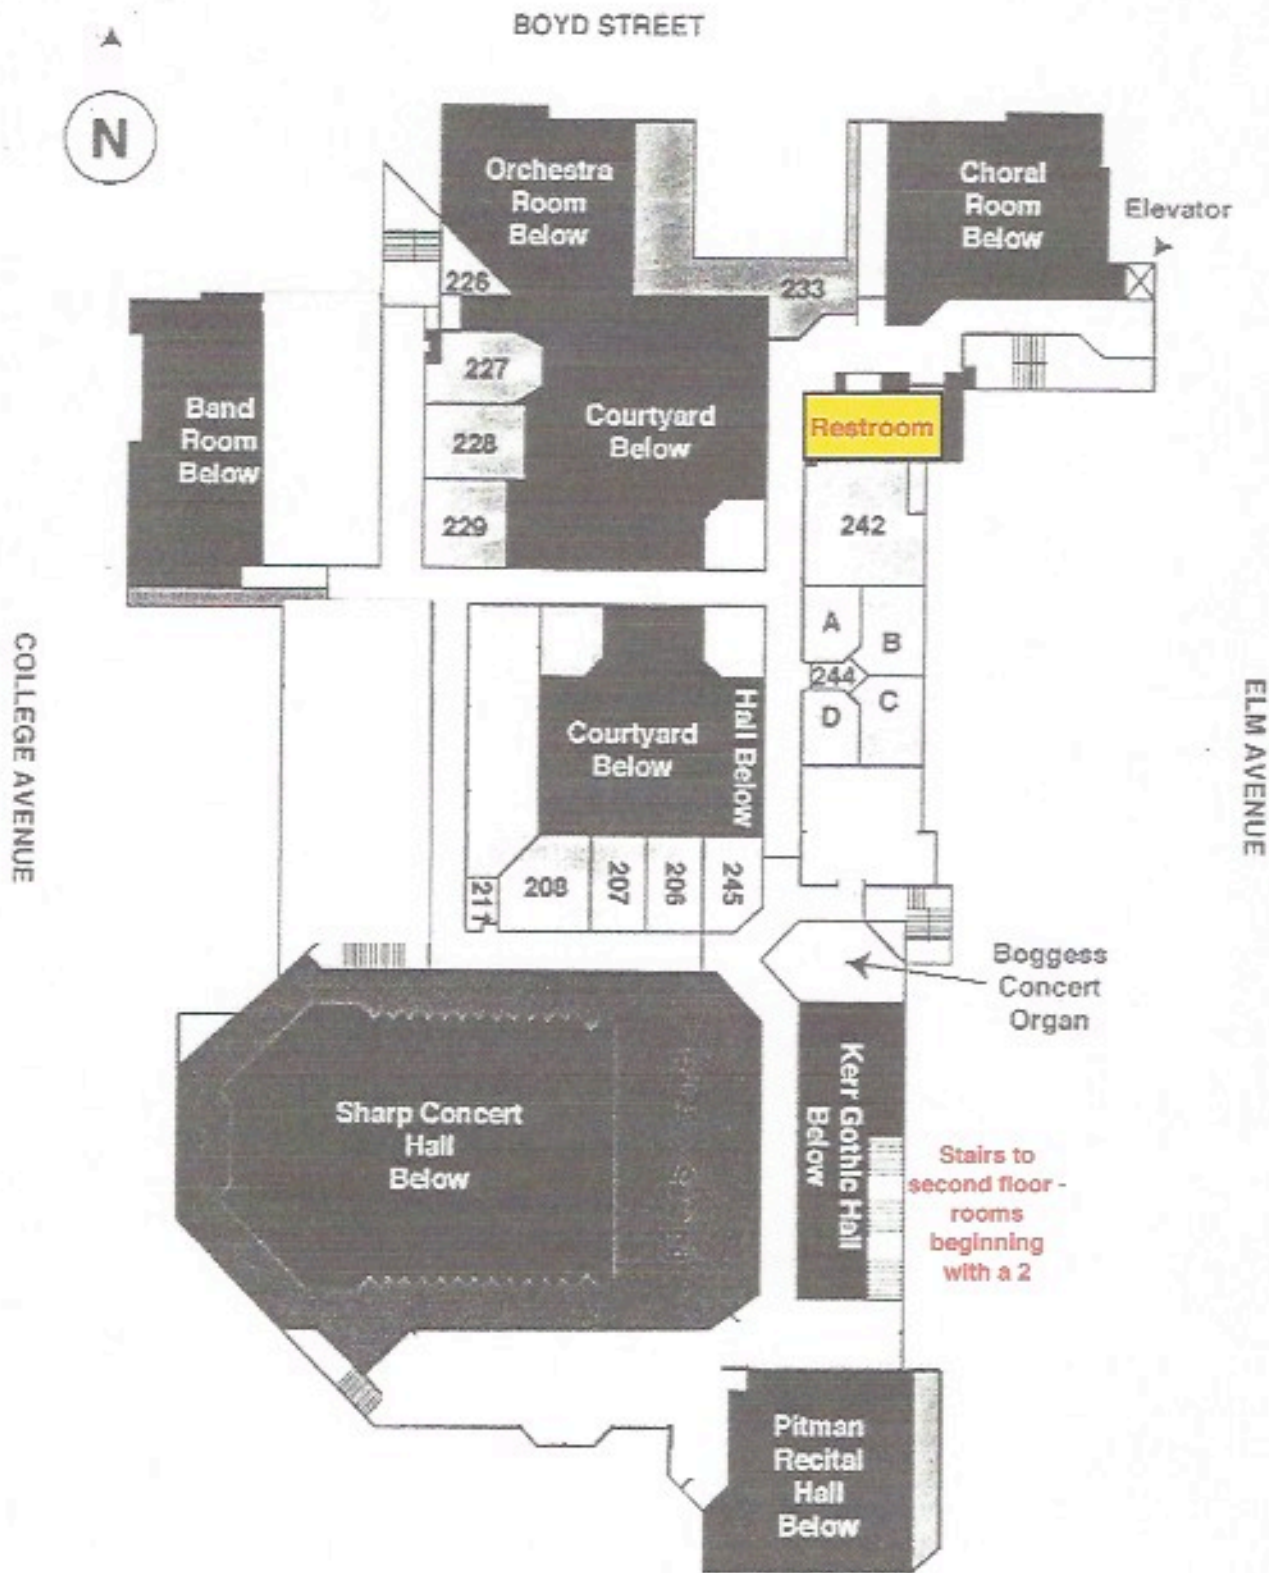 BOYD STREET
N
Orchestra
Room
Below
Choral
Room
Below
Elevator
226
233
227
Band
Room
Below
Courtyard
Below
Restroom
228
229
242
A
B
244
C
D
COLLEGE AVENUE
ELM AVENUE
Courtyard
Below
Hall Below
211
208
207
206
245
Boggess
Concert
Organ
Sharp Concert
Hall
Below
Kerr Gothic Hall
Below
Stairs to
second floor -
rooms
beginning
with a 2
Pitman
Recital
Hall
Below